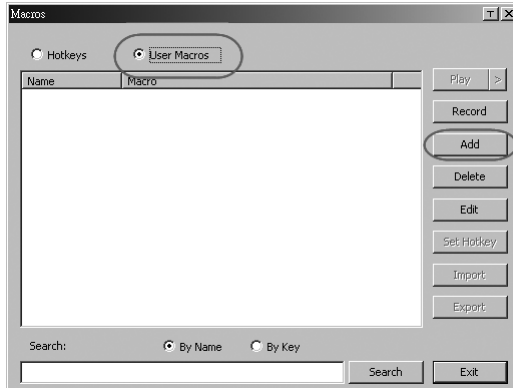 Macros
Hotkeys User Macros
Name Macro
Play >
Record
Add
Delete
Edit
Set Hotkey
Import
Export
Search: By Name By Key
Search Exit